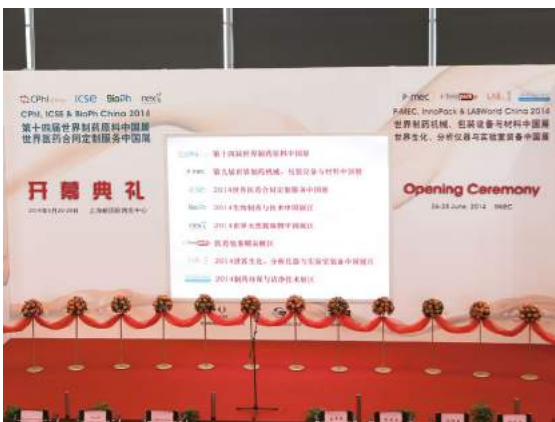 CPhI
ICSE
BioPh
nex
CPhI, ICSE & BioPh China 2014
第十四届世界制药原料中国展
世界医药合同定制服务中国展
开幕典礼
P-MEC
innopack
LAB
P-MEC, InnoPack & LABWorld China 2014
世界制药机械、包装设备与材料中国展
世界生化、分析仪器与实验室装备中国展
Opening Ceremony
26-28 June, 2014 SNIEC
第十四届世界制药原料中国展
P-MEC 第九届世界制药机械、包装设备与材料中国展
ICSE 2014世界医药合同定制服务中国展
BioPh 2014生物制药与技术中国展区
2014世界天然提取物中国展区
医药包装精品展区
2014世界生化、分析仪器与实验室装备中国展区
2014制药环保与洁净技术展区